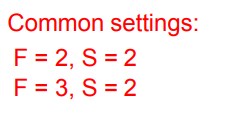 Common settings:
F = 2, S = 2
F = 3, S = 2